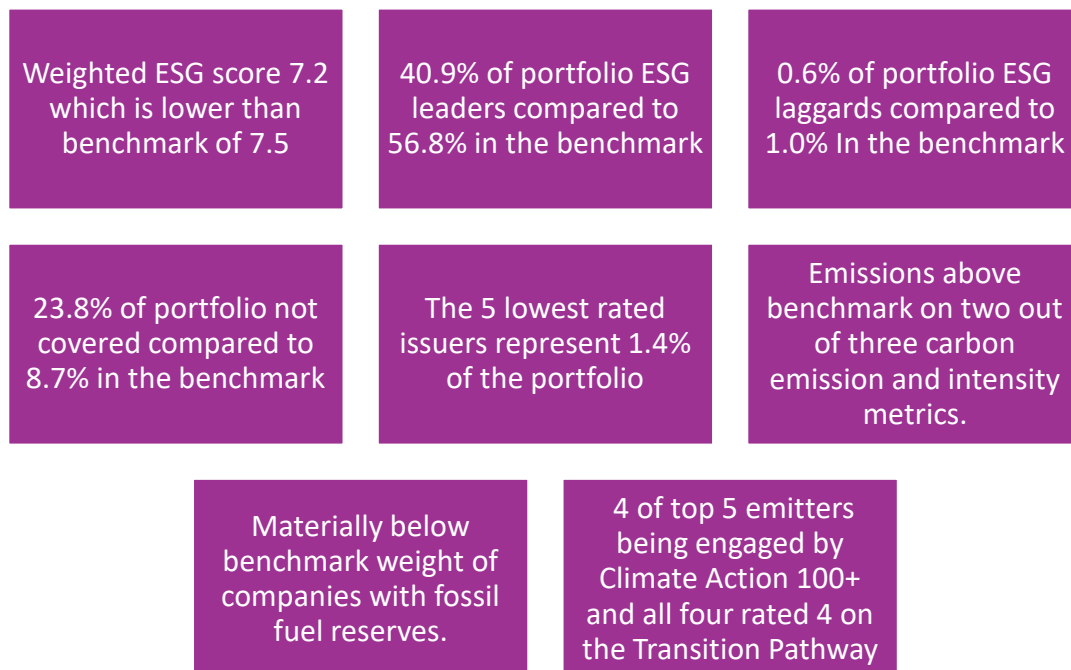 Weighted ESG score 7.2
which is lower than
benchmark of 7.5
40.9% of portfolio ESG
leaders compared to
56.8% in the benchmark
0.6% of portfolio ESG
laggards compared to
1.0% In the benchmark
23.8% of portfolio not
covered compared to
8.7% in the benchmark
The 5 lowest rated
issuers represent 1.4%
of the portfolio
Emissions above
benchmark on two out
of three carbon
emission and intensity
metrics.
Materially below
benchmark weight of
companies with fossil
fuel reserves.
4 of top 5 emitters
being engaged by
Climate Action 100+
and all four rated 4 on
the Transition Pathway